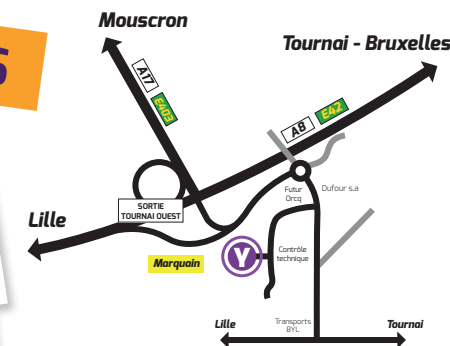 Mouscron
5
Tournai - Bruxelles
A17
E403
A8
E42
Futur
Orcq
Dufour s.a
SORTIE
TOURNAI OUEST
Lille
Marquain
Y
Contrôle
technique
Lille
Transports
BYL
Tournai